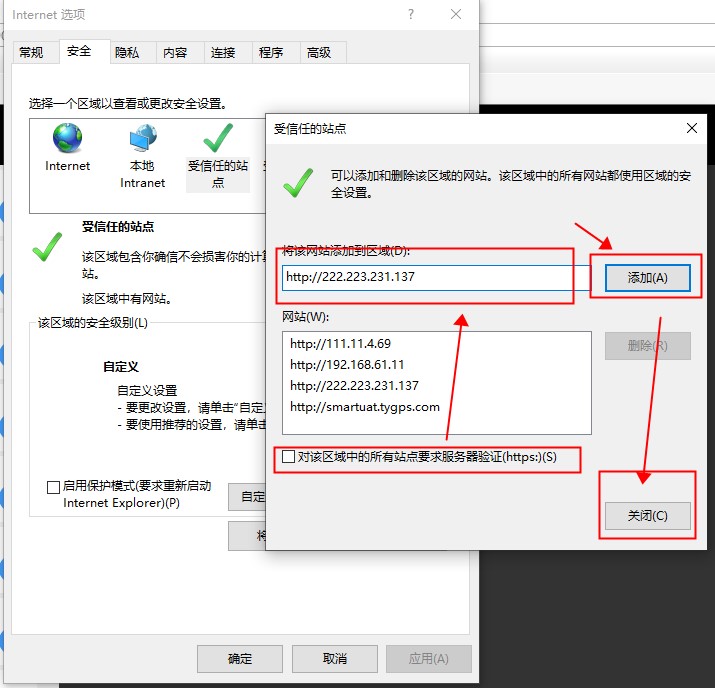 Internet 选项
?
常规 安全 隐私 内容 连接 程序 高级
选择一个区域以查看或更改安全设置。
Internet
本地
Intranet
受信任的站
点
受信任的站点
该区域包含你确信不会损害你的计
站。
该区域中有网站。
该区域的安全级别(L)
自定义
自定义设置
- 要更改设置，请单击"自定
- 要使用推荐的设置，请单击
启用保护模式(要求重新启动
Internet Explorer)(P)
自定
将
确定 取消 应用(A)
受信任的站点
可以添加和删除该区域的网站。该区域中的所有网站都使用区域的安
全设置。
将该网站添加到区域(D):
http://222.223.231.137
添加(A)
网站(W):
http://111.11.4.69
http://192.168.61.11
http://222.223.231.137
http://smartuat.tygps.com
删除(R)
对该区域中的所有站点要求服务器验证(https:)(S)
关闭(C)